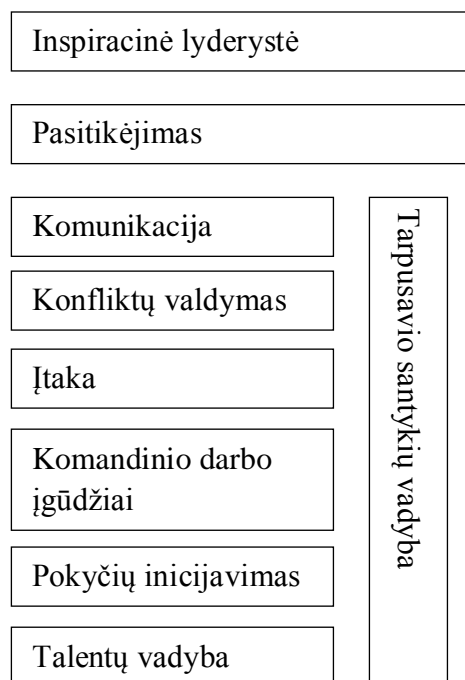 Inspiracinė lyderystė
Pasitikėjimas
Komunikacija
Konfliktų valdymas
Įtaka
Komandinio darbo
įgūdžiai
Pokyčių inicijavimas
Talentų vadyba
Tarpusavio santykių vadyba